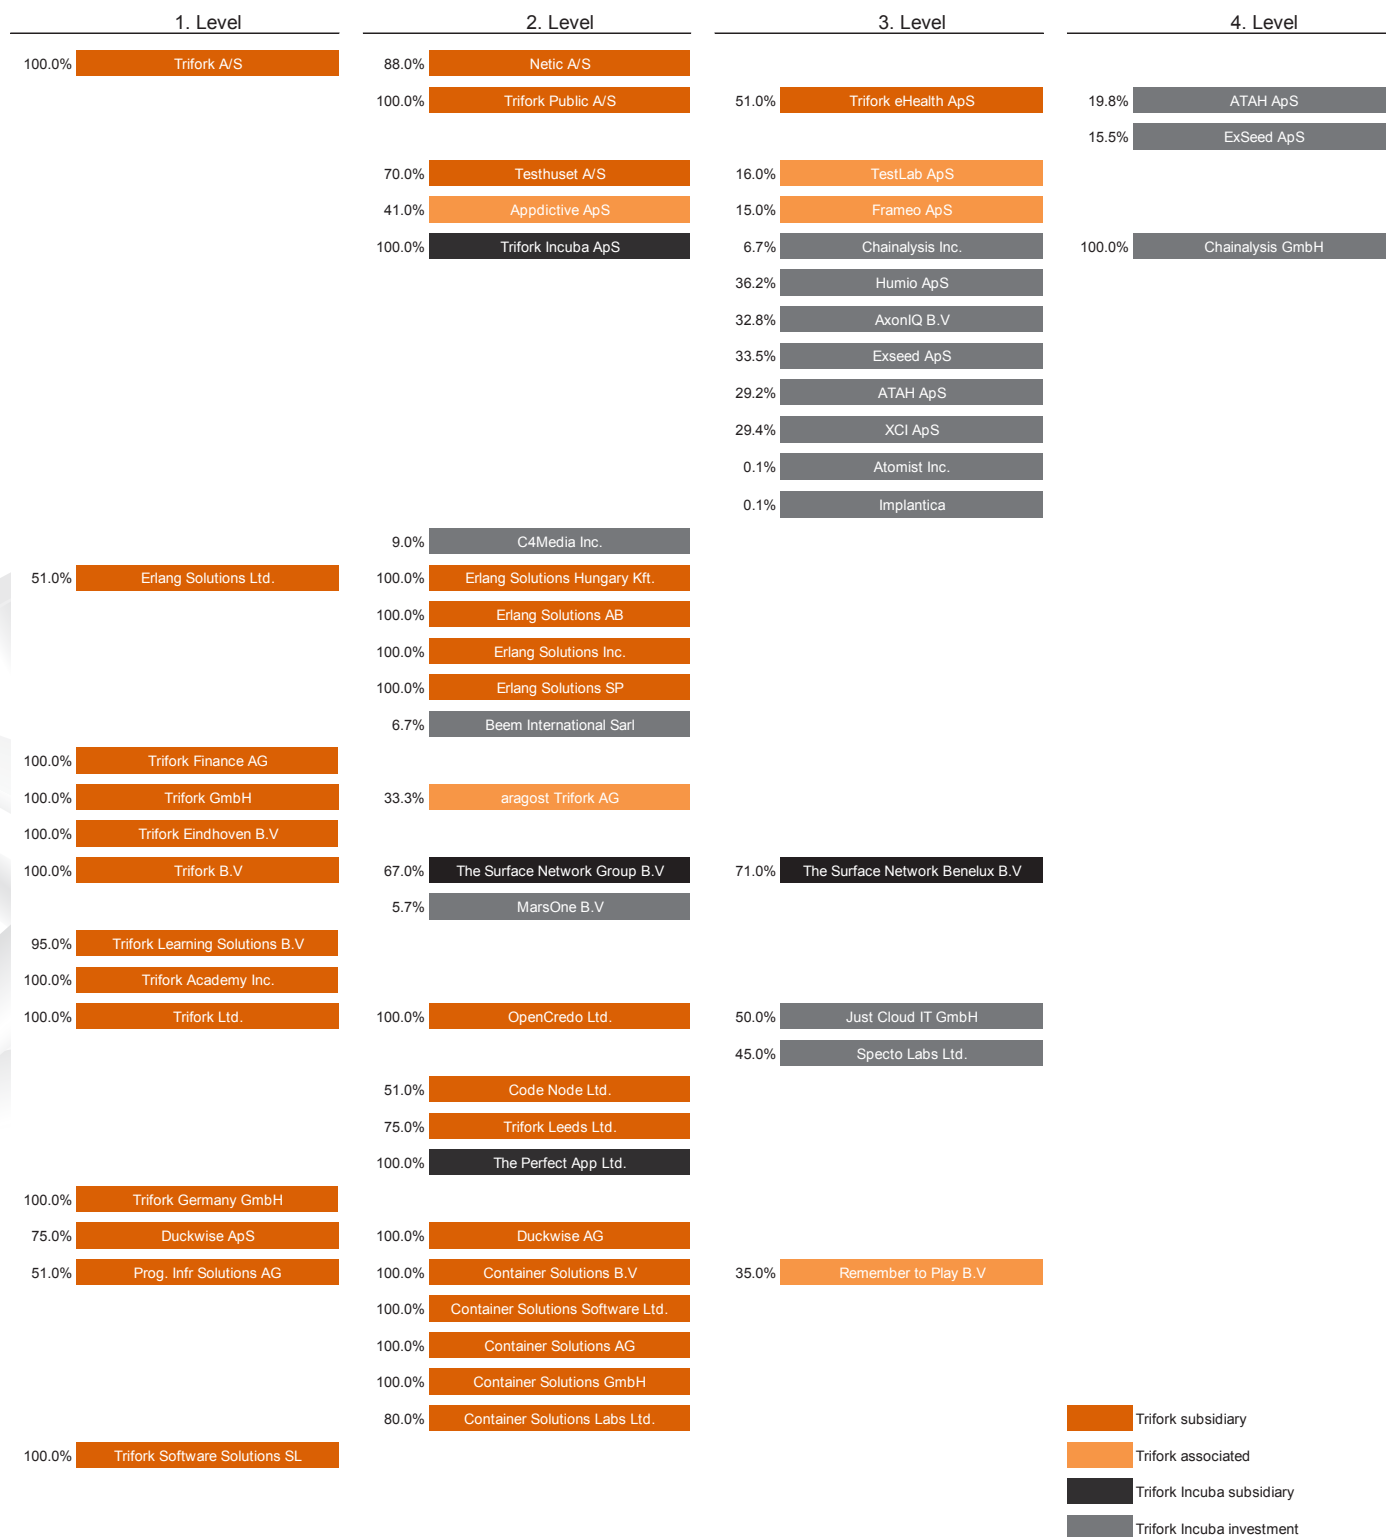 1. Level 2. Level 3. Level 4. Level
100.0% Trifork A/S 88.0% Netic A/S
100.0% Trifork Public A/S 51.0% Trifork eHealth ApS 19.8% ATAH ApS
15.5% ExSeed ApS
70.0% Testhuset A/S 16.0% TestLab ApS
41.0% Appdictive ApS 15.0% Frameo ApS
100.0% Trifork Incuba ApS 6.7% Chainalysis Inc. 100.0% Chainalysis GmbH
36.2% Humio ApS
32.8% AxonIQ B.V
33.5% Exseed ApS
29.2% ATAH ApS
29.4% XCI ApS
0.1% Atomist Inc.
0.1% Implantica
9.0% C4Media Inc.
51.0% Erlang Solutions Ltd. 100.0% Erlang Solutions Hungary Kft.
100.0% Erlang Solutions AB
100.0% Erlang Solutions Inc.
100.0% Erlang Solutions SP
6.7% Beem International Sarl
100.0% Trifork Finance AG
100.0% Trifork GmbH 33.3% aragost Trifork AG
100.0% Trifork Eindhoven B.V
100.0% Trifork B.V 67.0% The Surface Network Group B.V 71.0% The Surface Network Benelux B.V
5.7% MarsOne B.V
95.0% Trifork Learning Solutions B.V
100.0% Trifork Academy Inc.
100.0% Trifork Ltd. 100.0% OpenCredo Ltd. 50.0% Just Cloud IT GmbH
45.0% Specto Labs Ltd.
51.0% Code Node Ltd.
75.0% Trifork Leeds Ltd.
100.0% The Perfect App Ltd.
100.0% Trifork Germany GmbH
75.0% Duckwise ApS 100.0% Duckwise AG
51.0% Prog. Infr Solutions AG 100.0% Container Solutions B.V 35.0% Remember to Play B.V
100.0% Container Solutions Software Ltd.
100.0% Container Solutions AG
100.0% Container Solutions GmbH
80.0% Container Solutions Labs Ltd.
Trifork subsidiary
100.0% Trifork Software Solutions SL Trifork associated
Trifork Incuba subsidiary
Trifork Incuba investment